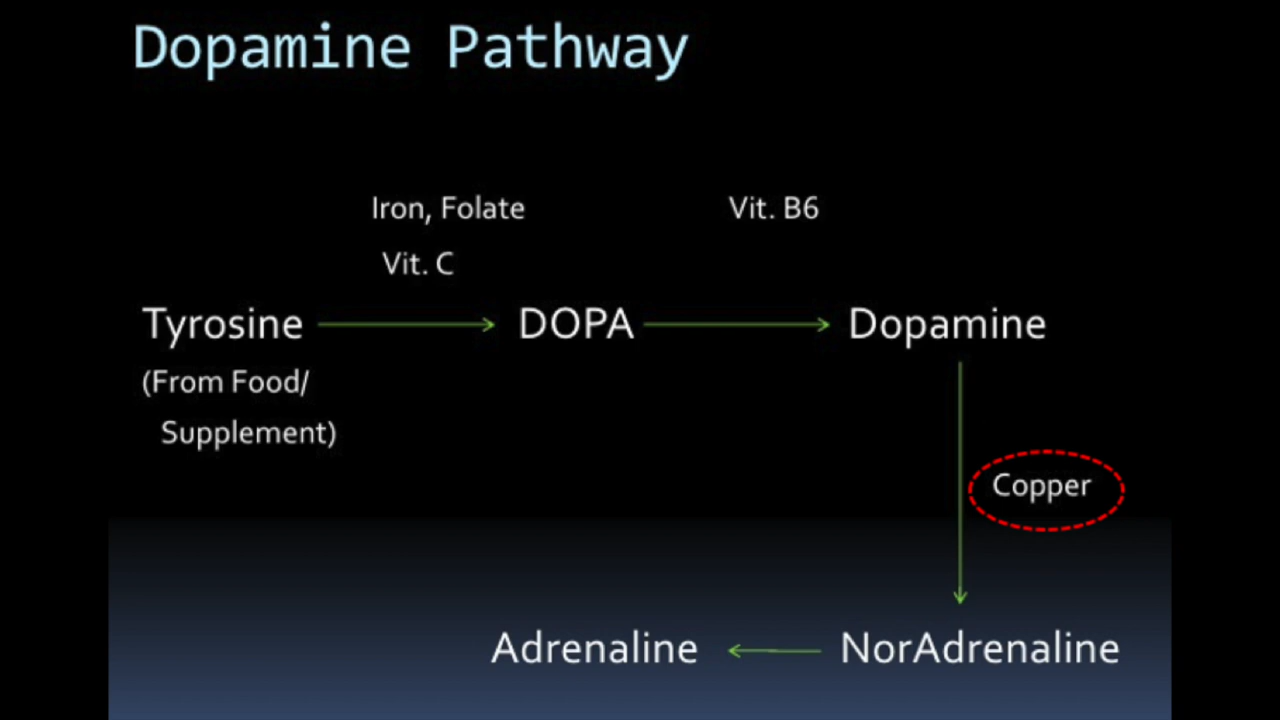 Dopamine Pathway
Iron, Folate
Vit. B6
Vit. C
Tyrosine
DOPA
Dopamine
(From Food/
Supplement)
Copper
Adrenaline
NorAdrenaline